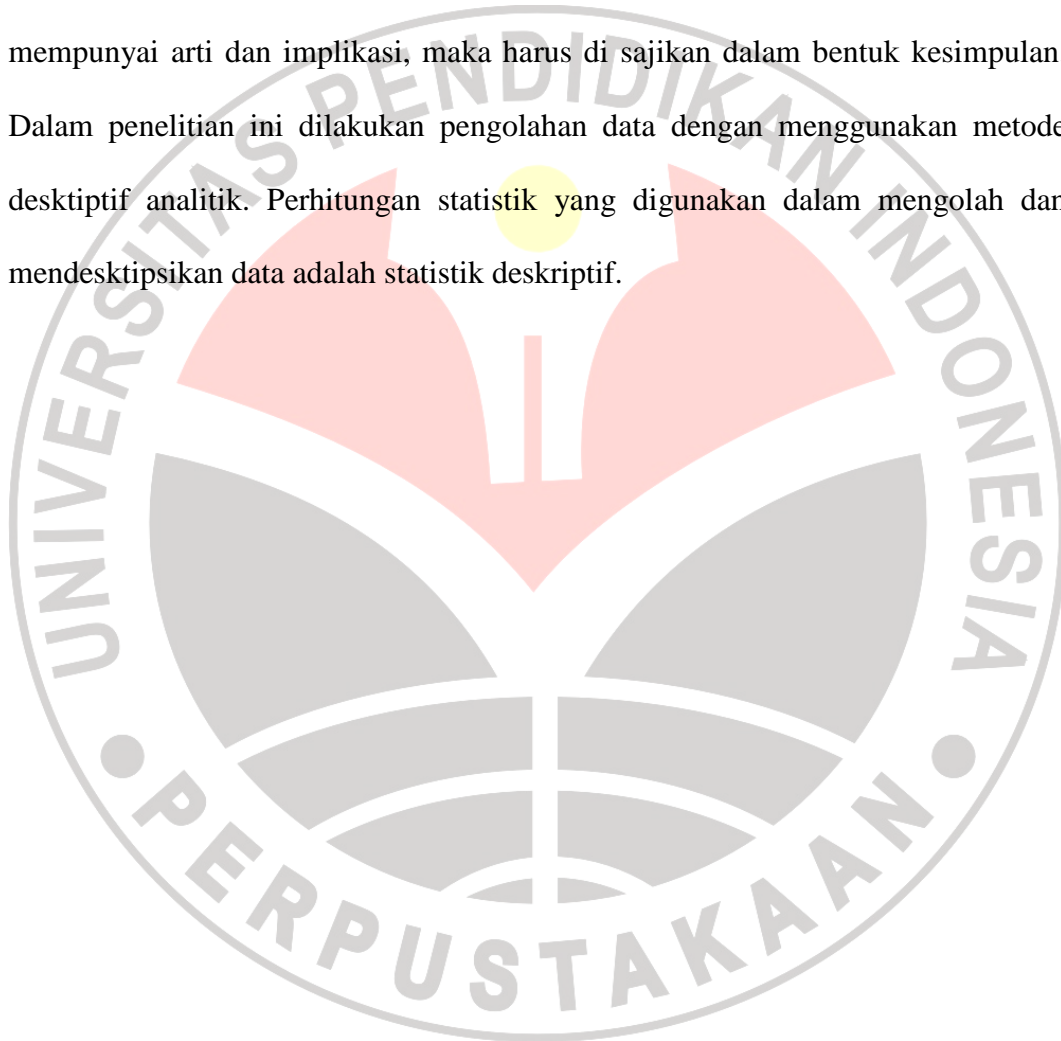 mempunyai arti dan implikasi, maka harus di sajikan dalam bentuk kesimpulan
Dalam penelitian ini dilakukan pengolahan data dengan menggunakan metode
desktiptif analitik. Perhitungan statistik yang digunakan dalam mengolah dan
mendesktipsikan data adalah statistik deskriptif.
UNIVERSITAS PENDIDIKAN INDONESIA
PERPUSTAKAAN